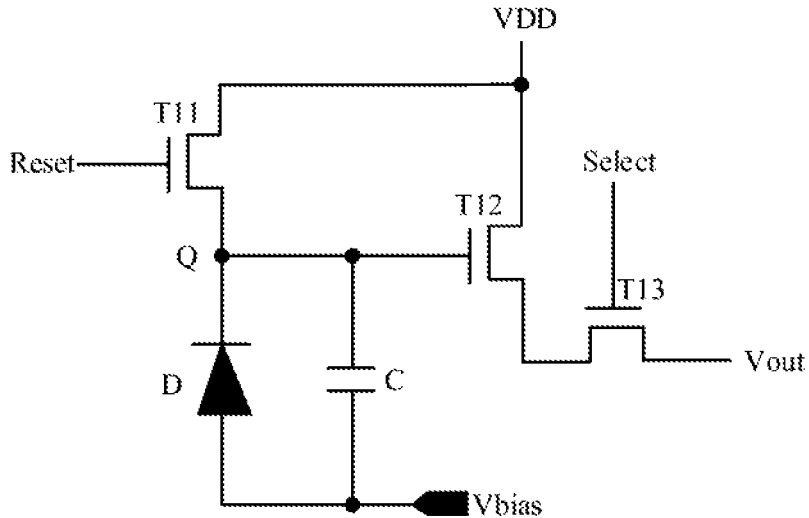 VDD
T11
Reset
Select
T12
Q
T13
Vout
D
C
Vbias